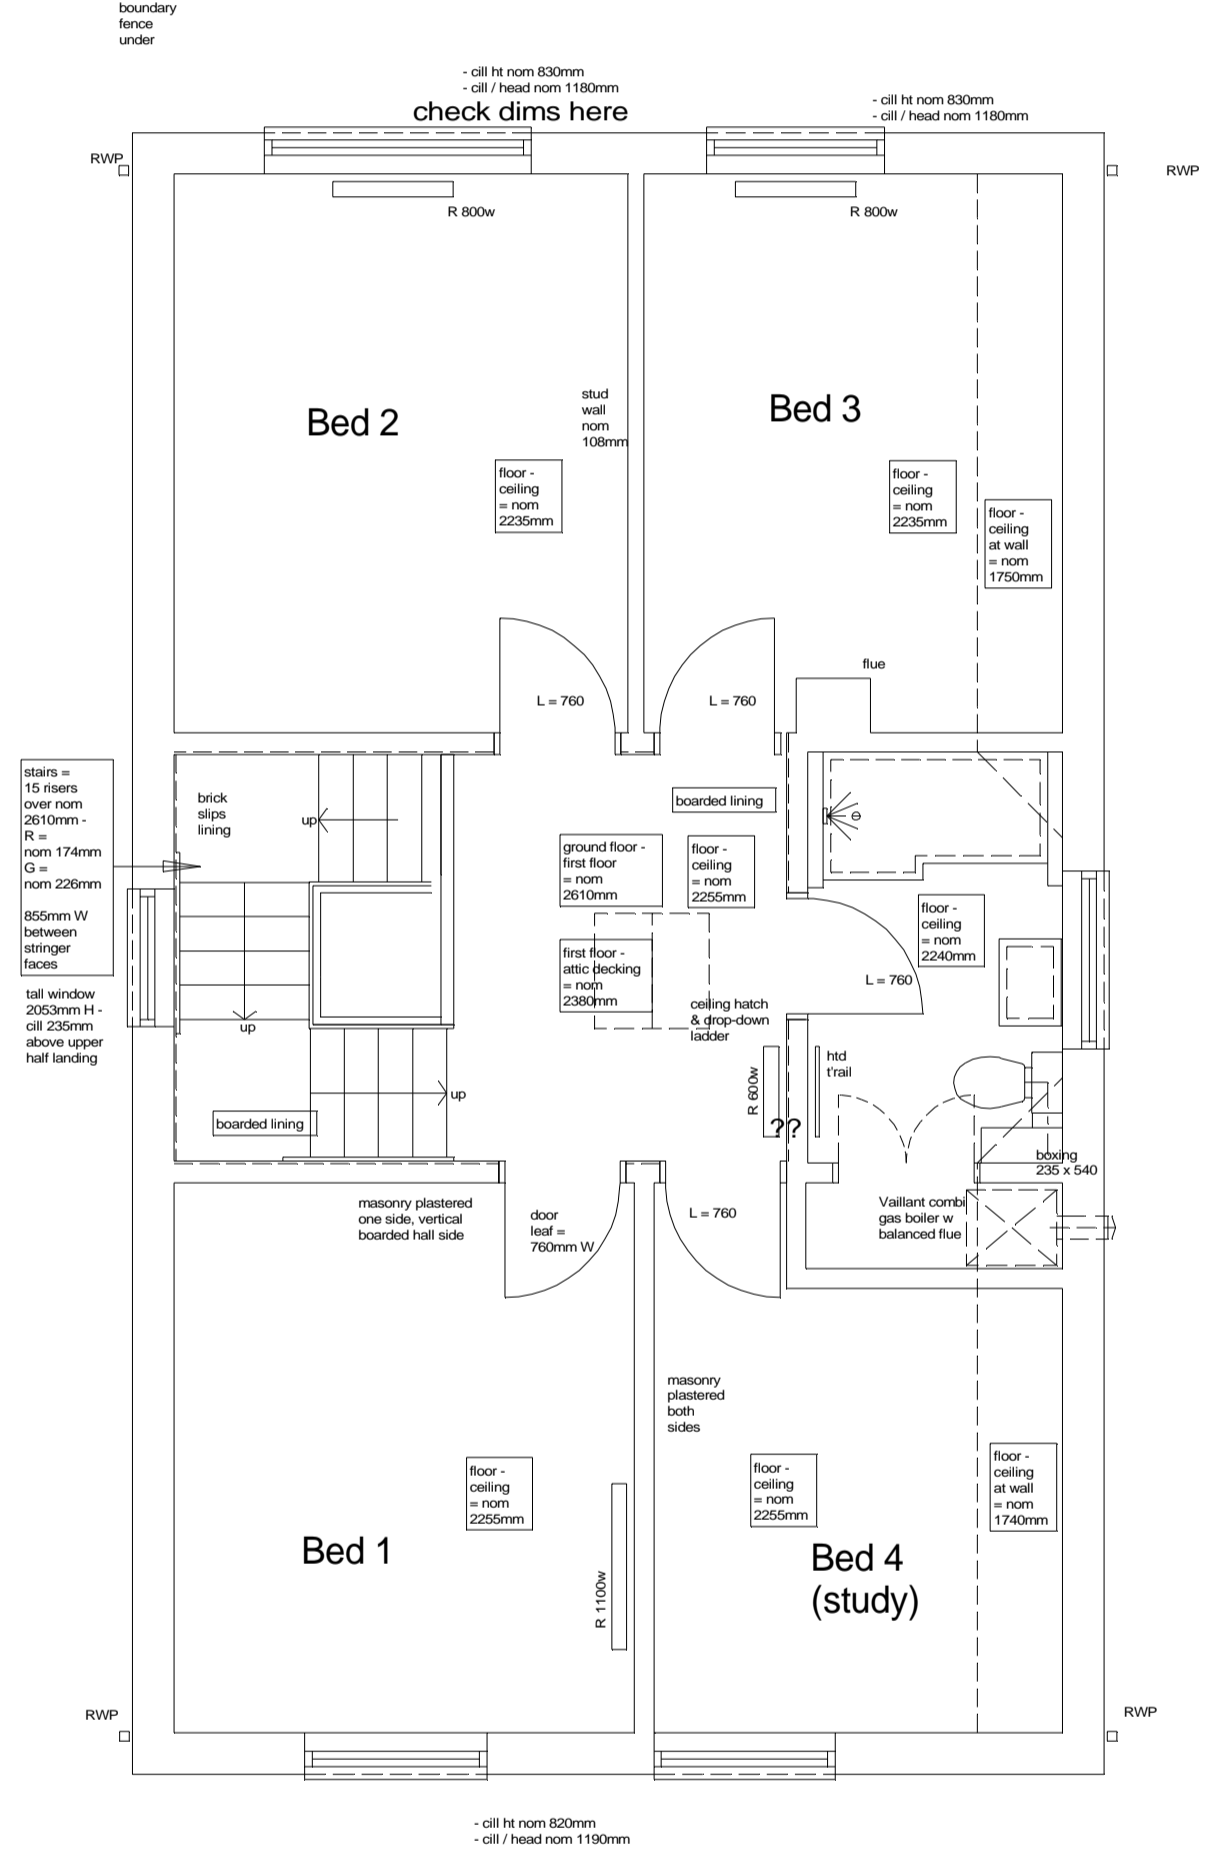 boundary
fence
under
- cill ht nom 830mm
- cill / head nom 1180mm
check dims here
- cill ht nom 830mm
- cill / head nom 1180mm
RWP
RWP
R 800w
R 800w
Bed 2
stud
wall
nom
108mm
Bed 3
floor -
ceiling
= nom
2235mm
floor -
ceiling
= nom
2235mm
floor -
ceiling
at wall
= nom
1750mm
flue
L = 760
L = 760
stairs =
15 risers
over nom
2610mm -
R =
nom 174mm
G =
nom 226mm
855mm W
between
stringer
faces
tall window
2053mm H -
cill 235mm
above upper
half landing
brick
slips
lining
up
up
up
boarded lining
boarded lining
ground floor -
first floor
= nom
2610mm
floor -
ceiling
= nom
2255mm
first floor -
attic decking
= nom
2380mm
ceiling hatch
& drop-down
ladder
floor -
ceiling
= nom
2240mm
L = 760
R 600w
??
htd
t'rail
boxing
235 x 540
masonry plastered
one side, vertical
boarded hall side
door
leaf =
760mm W
L = 760
Vaillant combi
gas boiler w
balanced flue
masonry
plastered
both
sides
floor -
ceiling
= nom
2255mm
floor -
ceiling
= nom
2255mm
floor -
ceiling
at wall
= nom
1740mm
Bed 1
R 1100w
Bed 4
(study)
RWP
RWP
- cill ht nom 820mm
- cill / head nom 1190mm